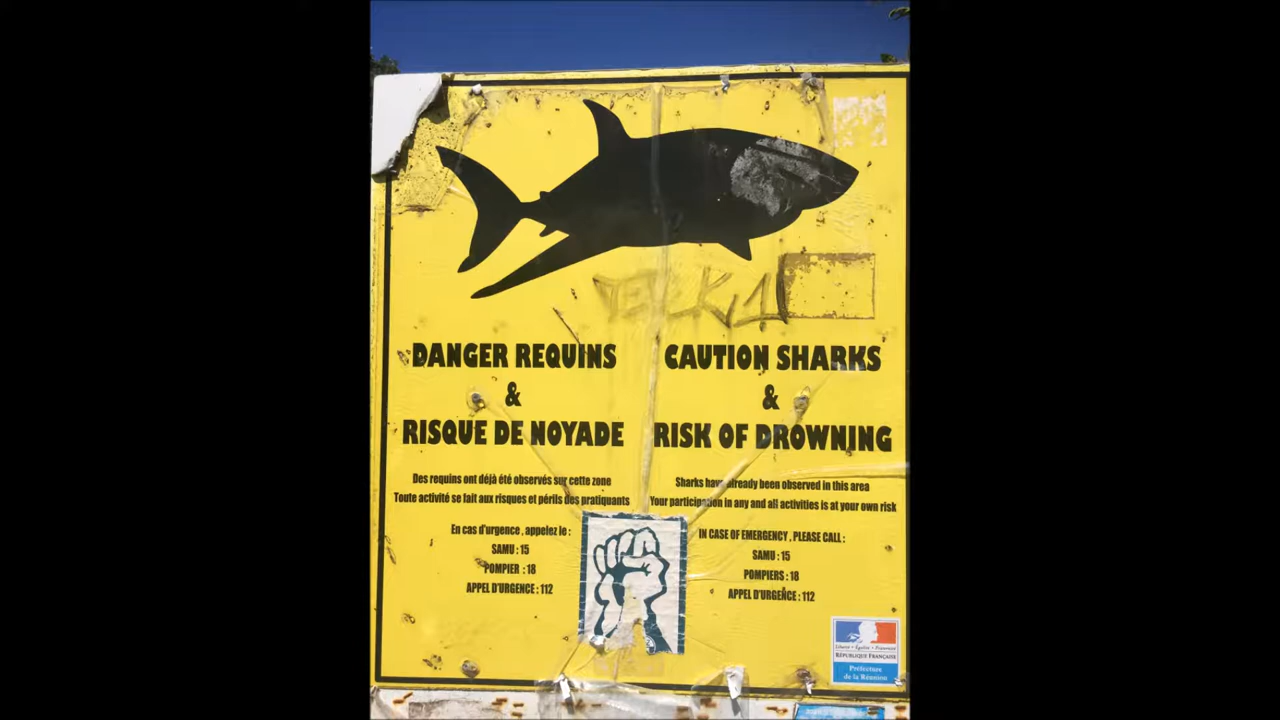 DANGER REQUINS
&
RISQUE DE NOYADE
Des requins ont déjà été observés sur cette zone
Toute activité se fait aux risques et périls des pratiquants
En cas d'urgence , appelez le :
SAMU : 15
POMPIER : 18
APPEL D'URGENCE : 112
CAUTION SHARKS
&
RISK OF DROWNING
Sharks have already been observed in this area
Your participation in any and all activities is at your own risk
IN CASE OF EMERGENCY , PLEASE CALL :
SAMU : 15
POMPIERS : 18
APPEL D'URGENCE : 112
Liberté • Égalité • Fraternité
RÉPUBLIQUE FRANÇAISE
Préfecture
de la Réunion